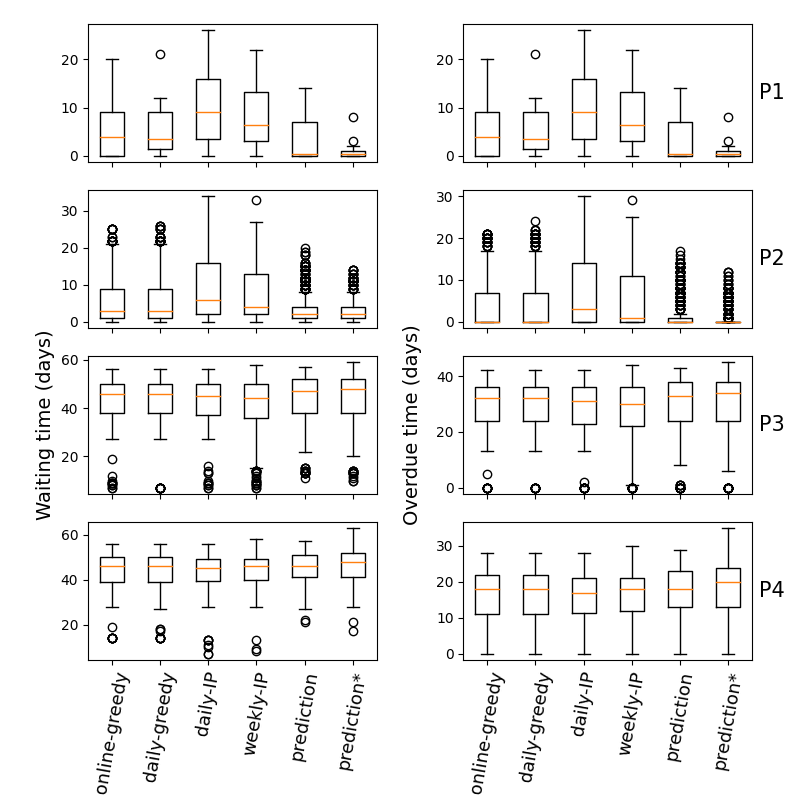 20
10
0
20
10
0
P1
30
20
10
0
30
20
10
0
P2
Waiting time (days)
Overdue time (days)
60
40
20
40
20
0
P3
60
40
20
30
20
10
0
P4
online-greedy
daily-greedy
daily-IP
weekly-IP
prediction
prediction*
online-greedy
daily-greedy
daily-IP
weekly-IP
prediction
prediction*